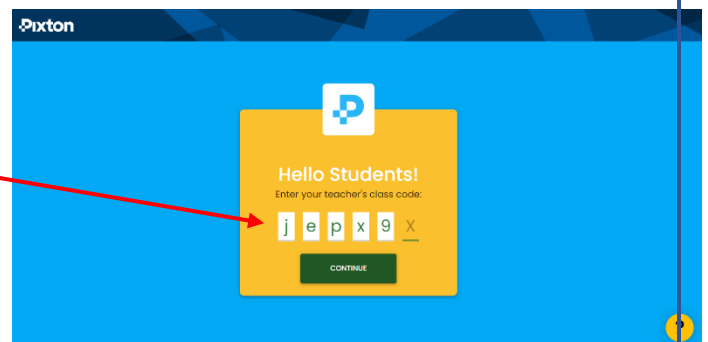 Pixton
P
Hello Students!
Enter your teacher's class code:
j e p x 9 X
CONTINUE
?